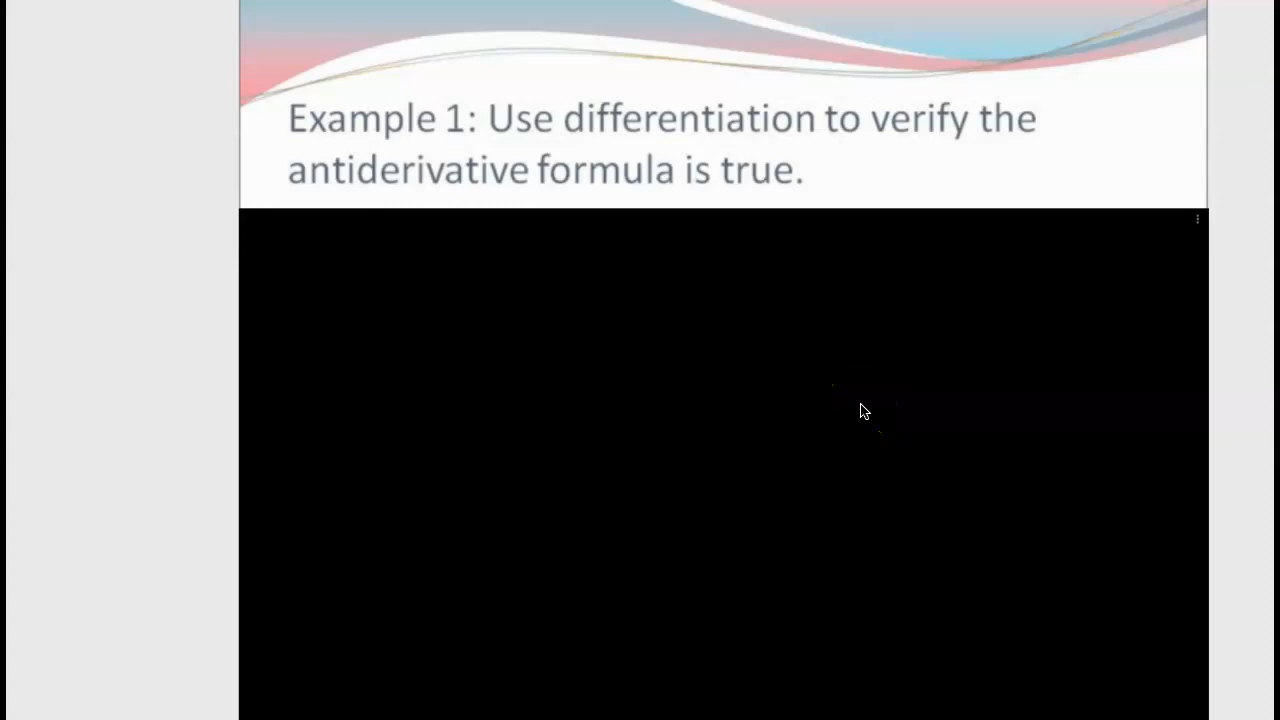 Example 1: Use differentiation to verify the
antiderivative formula is true.